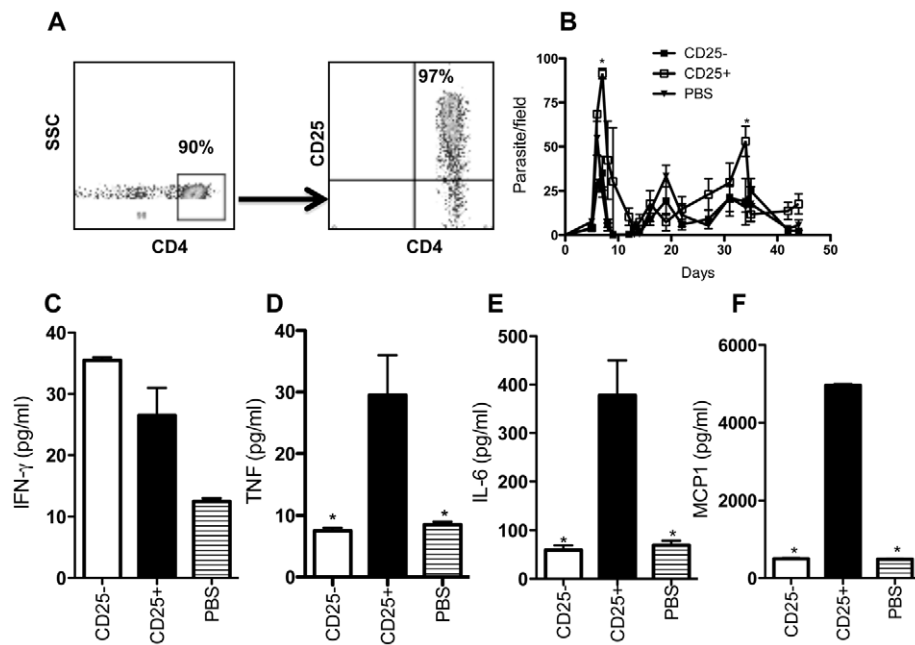 A
SSC
90%
CD4
CD25
97%
CD4
B
CD25-
CD25+
PBS
*
*
Parasite/field
100
75
50
25
0
0
10
20
30
40
50
Days
C
IFN-γ (pg/ml)
40
30
20
10
0
CD25-
CD25+
PBS
D
TNF (pg/ml)
40
30
20
10
0
*
*
CD25-
CD25+
PBS
E
IL-6 (pg/ml)
500
400
300
200
100
0
*
*
CD25-
CD25+
PBS
F
MCP1 (pg/ml)
6000
4000
2000
0
*
*
CD25-
CD25+
PBS